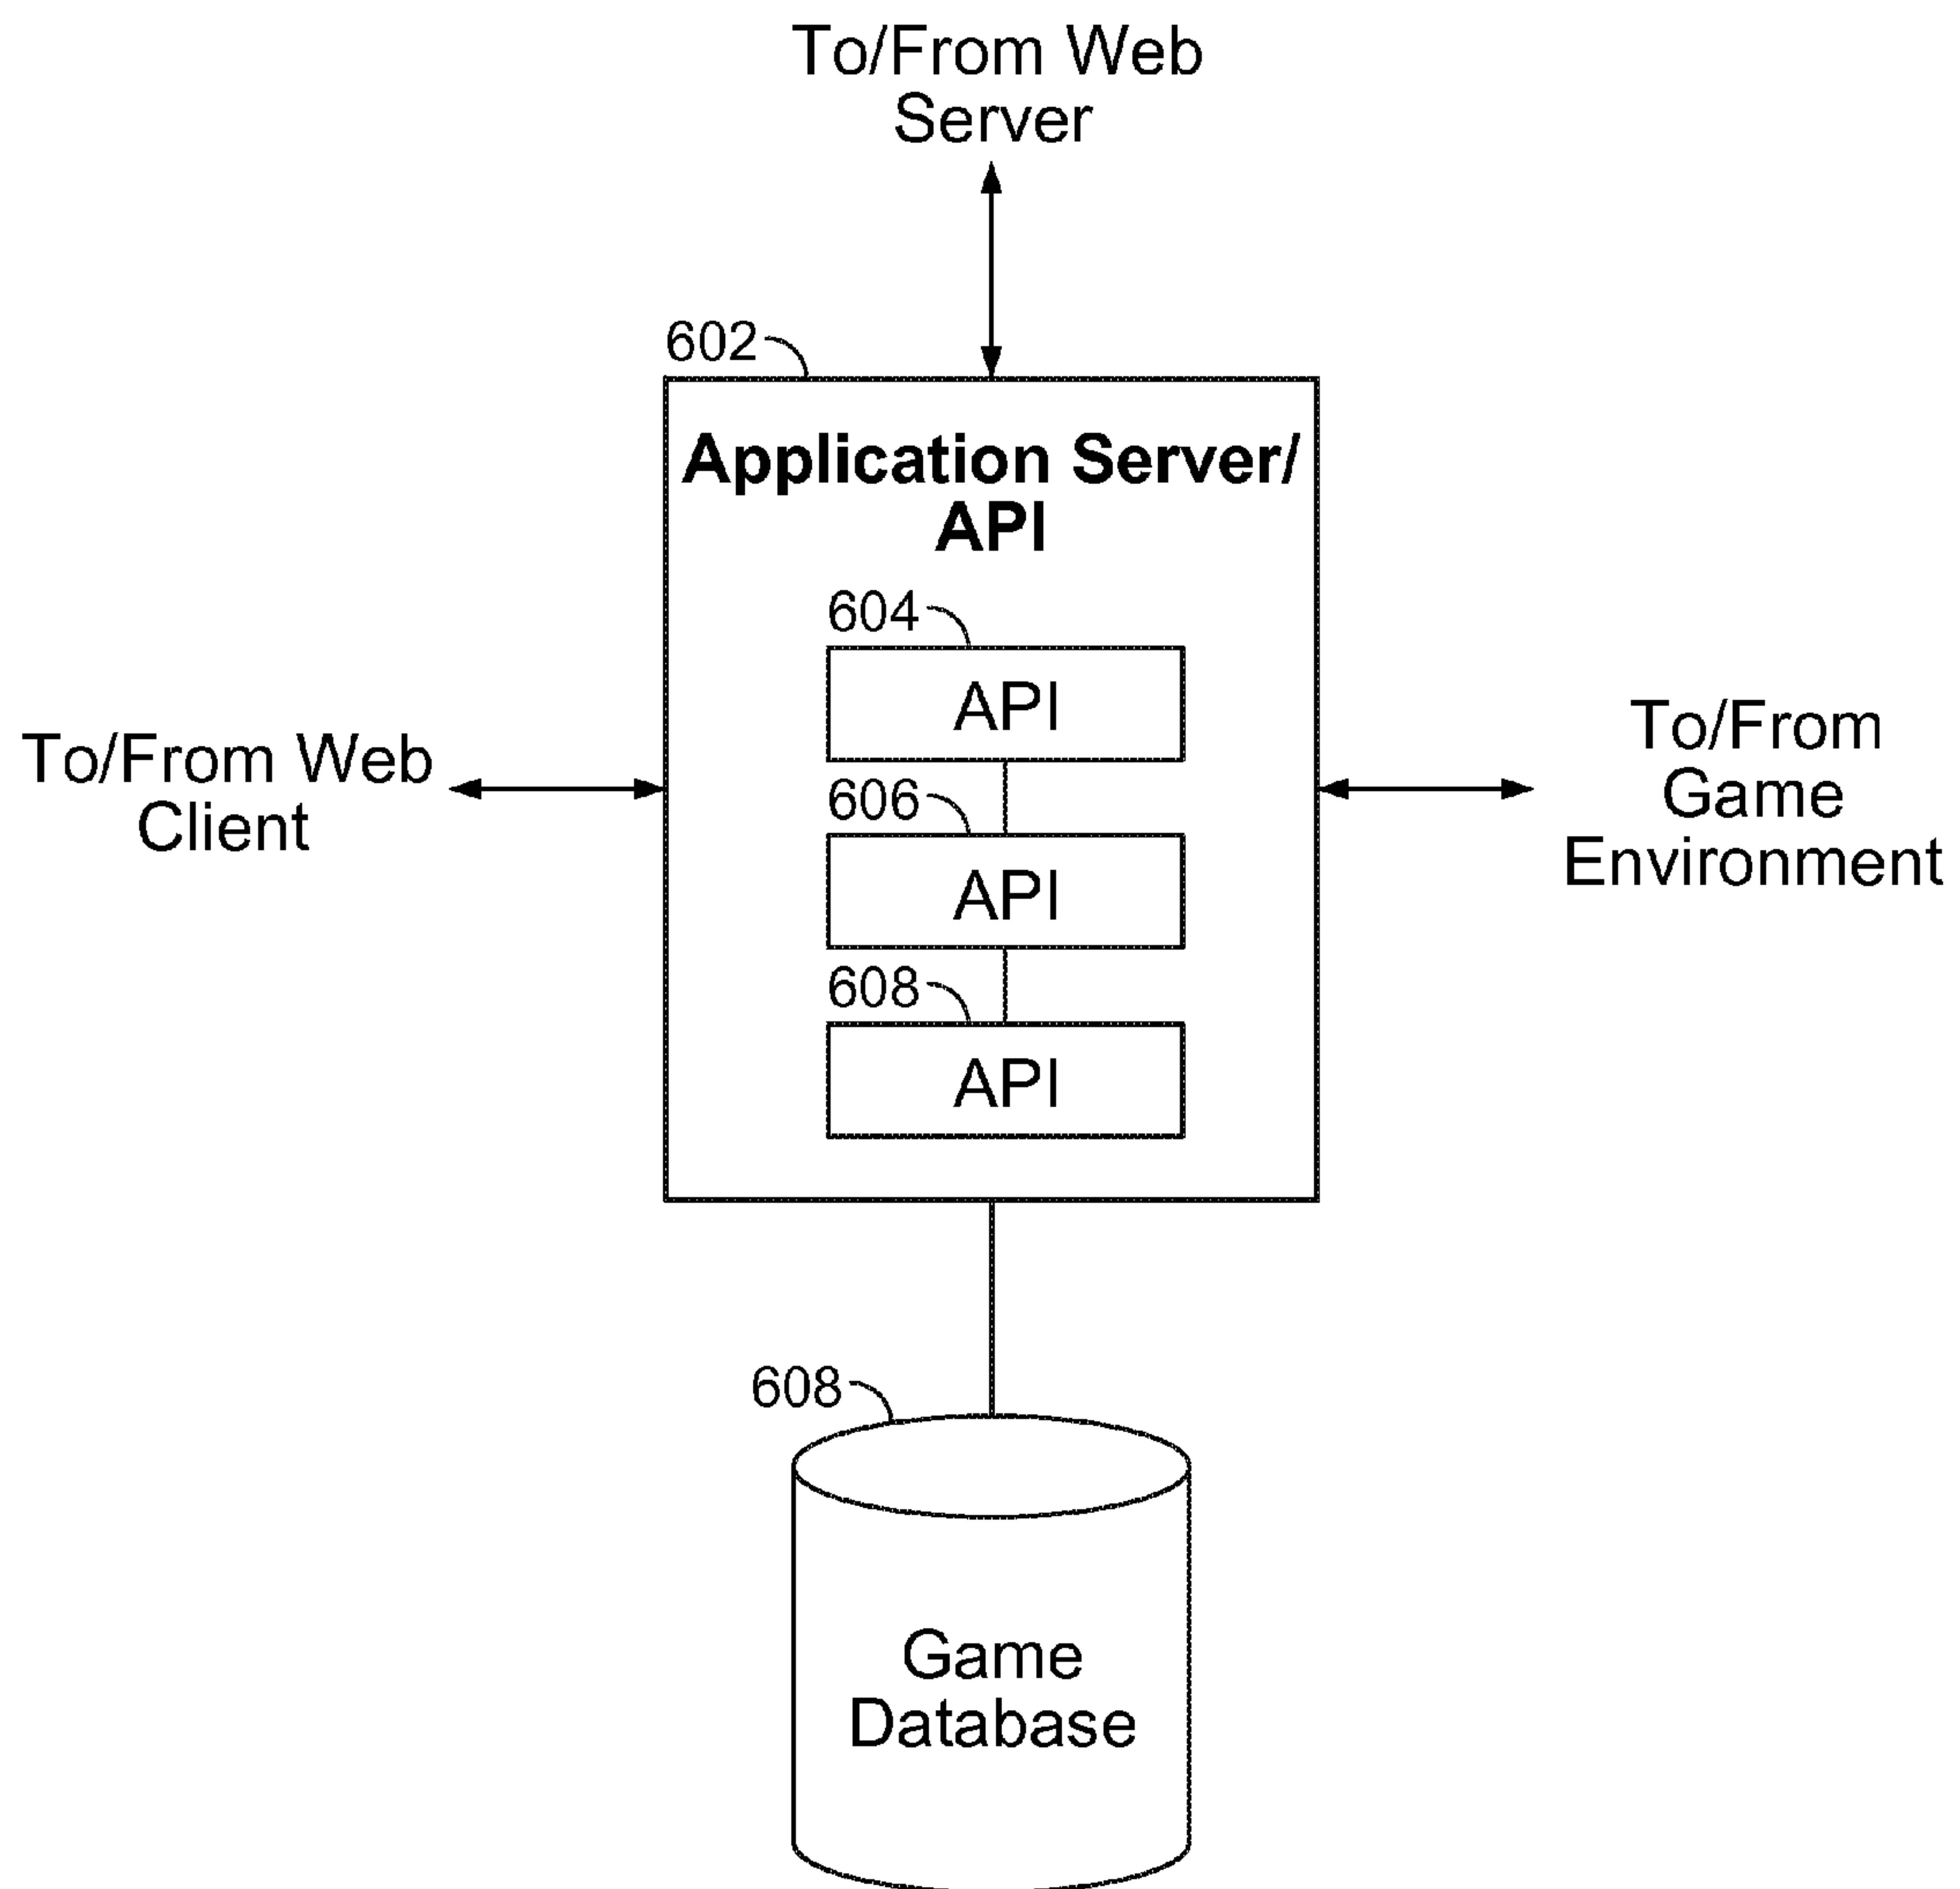 To/From Web
Server
602
Application Server/
API
604
API
To/From Web
Client
606
API
To/From
Game
Environment
608
API
608
Game
Database